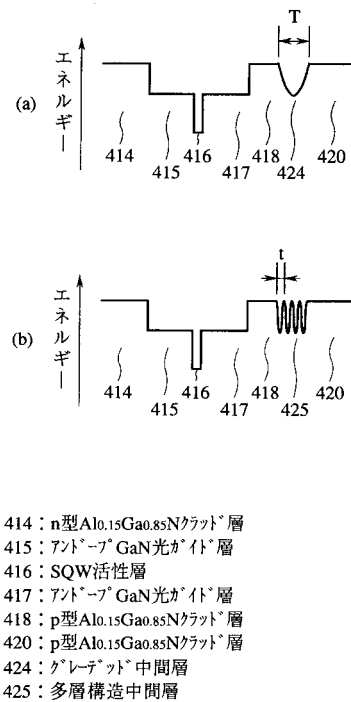 T
エネルギー
(a)
414
416
418
420
415
417
424
t
エネルギー
(b)
414
416
418
420
415
417
425
414：n型Al0.15Ga0.85Nクラッド層
415：アンドープGaN光ガイド層
416：SQW活性層
417：アンドープGaN光ガイド層
418：p型Al0.15Ga0.85Nクラッド層
420：p型Al0.15Ga0.85Nクラッド層
424：グレーデッド中間層
425：多層構造中間層